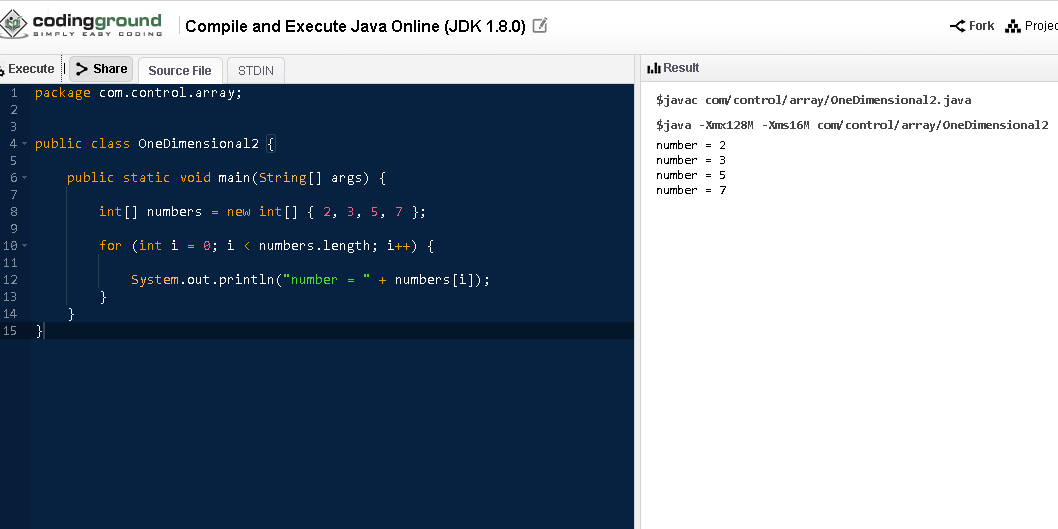 codingground
SIMPLY EASY CODING
Compile and Execute Java Online (JDK 1.8.0)
Fork
Execute
Share
Source File
STDIN
Result
1 package com.control.array;
2
3
4 public class OneDimensional2 {
5
6 public static void main(String[] args) {
7
8 int[] numbers = new int[] { 2, 3, 5, 7 };
9
10 for (int i = 0; i < numbers.length; i++) {
11
12 System.out.println("number = " + numbers[i]);
13 }
14 }
15 }
$javac com/control/array/OneDimensional2.java
$java -Xmx128M -Xms16M com/control/array/OneDimensional2
number = 2
number = 3
number = 5
number = 7